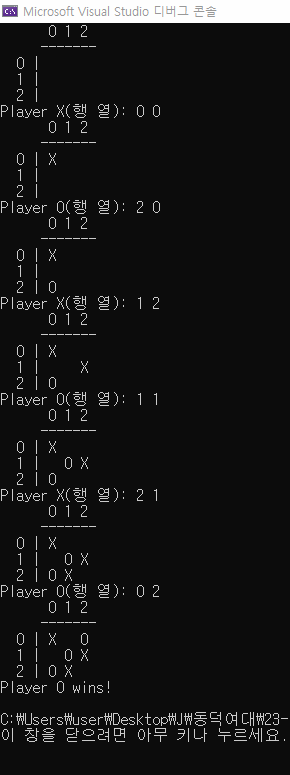 Microsoft Visual Studio 디버그 콘솔
0 1 2
-------
0 |
1 |
2 |
Player X(행 열): 0 0
0 1 2
-------
0 | X
1 |
2 |
Player O(행 열): 2 0
0 1 2
-------
0 | X
1 |
2 | O
Player X(행 열): 1 2
0 1 2
-------
0 | X
1 |     X
2 | O
Player O(행 열): 1 1
0 1 2
-------
0 | X
1 |   O X
2 | O
Player X(행 열): 2 1
0 1 2
-------
0 | X
1 |   O X
2 | O X
Player O(행 열): 0 2
0 1 2
-------
0 | X   O
1 |   O X
2 | O X
Player O wins!
C:₩Users₩user₩Desktop₩J₩동덕여대₩23-
이 창을 닫으려면 아무 키나 누르세요.